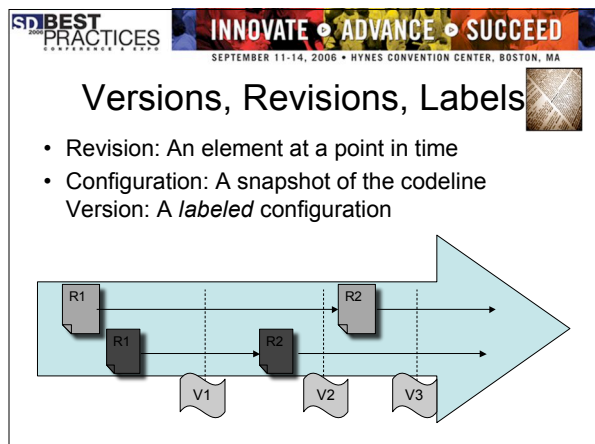 SD BEST
2006 PRACTICES
CONFERENCE & EXPO
INNOVATE ADVANCE SUCCEED
SEPTEMBER 11-14, 2006 • HYNES CONVENTION CENTER, BOSTON, MA
Versions, Revisions, Labels
• Revision: An element at a point in time
• Configuration: A snapshot of the codeline
Version: A labeled configuration
R1
R2
R1
R2
V1
V2
V3